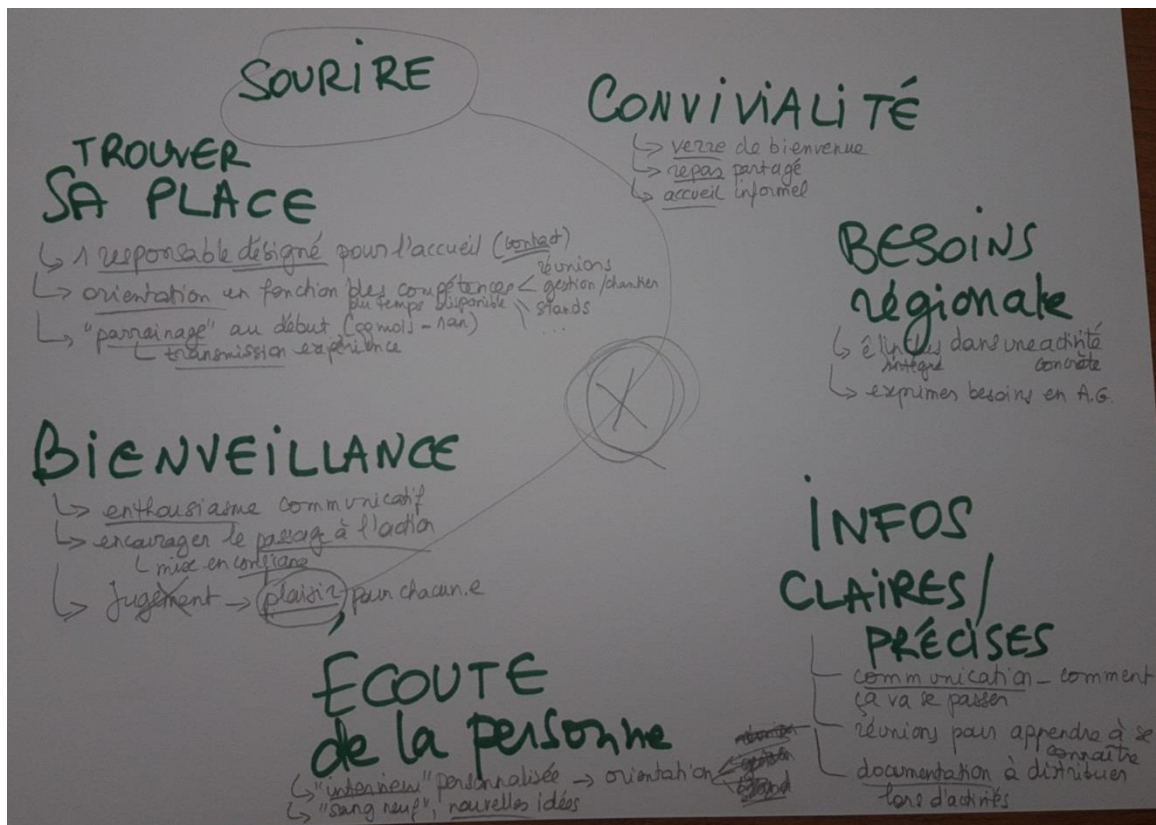 SOURIRE
CONVIVIALITÉ
↳ verre de bienvenue
↳ repas partagé
↳ accueil informel
TROUVER
SA PLACE
↳ 1 responsable désigné pour l'accueil (contact)
↳ orientation en fonction des compétences < réunions
gestion/chantier
du temps disponible \ stands
...
↳ "parrainage" au début (qq mois - 1 an)
↳ transmission expérience
BESOINS
régionale
dans une activité
intégré concrète
↳ exprimes besoins en A.G.
X
BIENVEILLANCE
↳ enthousiasme communicatif
↳ encourager le passage à l'action
↳ mise en confiance
↳ jugement → plaisir pour chacun.e
INFOS
CLAIRES/
PRÉCISES
communication - comment
ça va se passer
réunions pour apprendre à se
connaître
documentation à distribuer
lors d'activités
ÉCOUTE
de la personne
↳ "interview" personnalisée → orientation
↳ "sang neuf", nouvelles idées